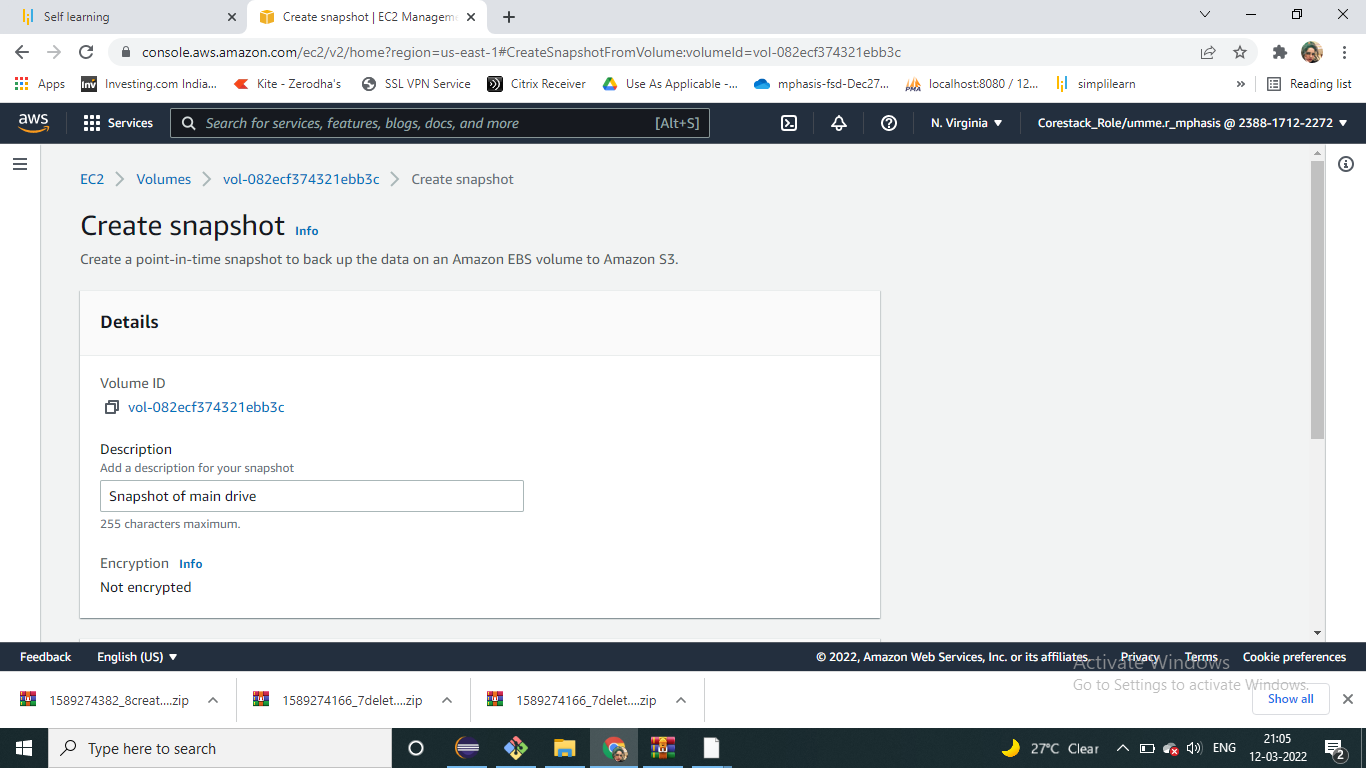 Self learning
Create snapshot | EC2 Manageme
console.aws.amazon.com/ec2/v2/home?region=us-east-1#CreateSnapshotFromVolume:volumeId=vol-082ecf374321ebb3c
Apps
inv
Investing.com India...
Kite - Zerodha's
SSL VPN Service
Citrix Receiver
Use As Applicable -...
mphasis-fsd-Dec27...
PMA
localhost:8080 / 12...
simplilearn
»
Reading list
aws
Services
Search for services, features, blogs, docs, and more
[Alt+S]
N. Virginia
Corestack_Role/umme.r_mphasis @ 2388-1712-2272
EC2
Volumes
vol-082ecf374321ebb3c
Create snapshot
Create snapshot Info
Create a point-in-time snapshot to back up the data on an Amazon EBS volume to Amazon S3.
Details
Volume ID
vol-082ecf374321ebb3c
Description
Add a description for your snapshot
Snapshot of main drive
255 characters maximum.
Encryption Info
Not encrypted
Feedback
English (US)
© 2022, Amazon Web Services, Inc. or its affiliates.
Privacy
Terms
Cookie preferences
Activate Windows
Go to Settings to activate Windows.
1589274382_8creat....zip
1589274166_7delet....zip
1589274166_7delet....zip
Show all
Type here to search
27°C Clear
ENG
21:05
12-03-2022
2